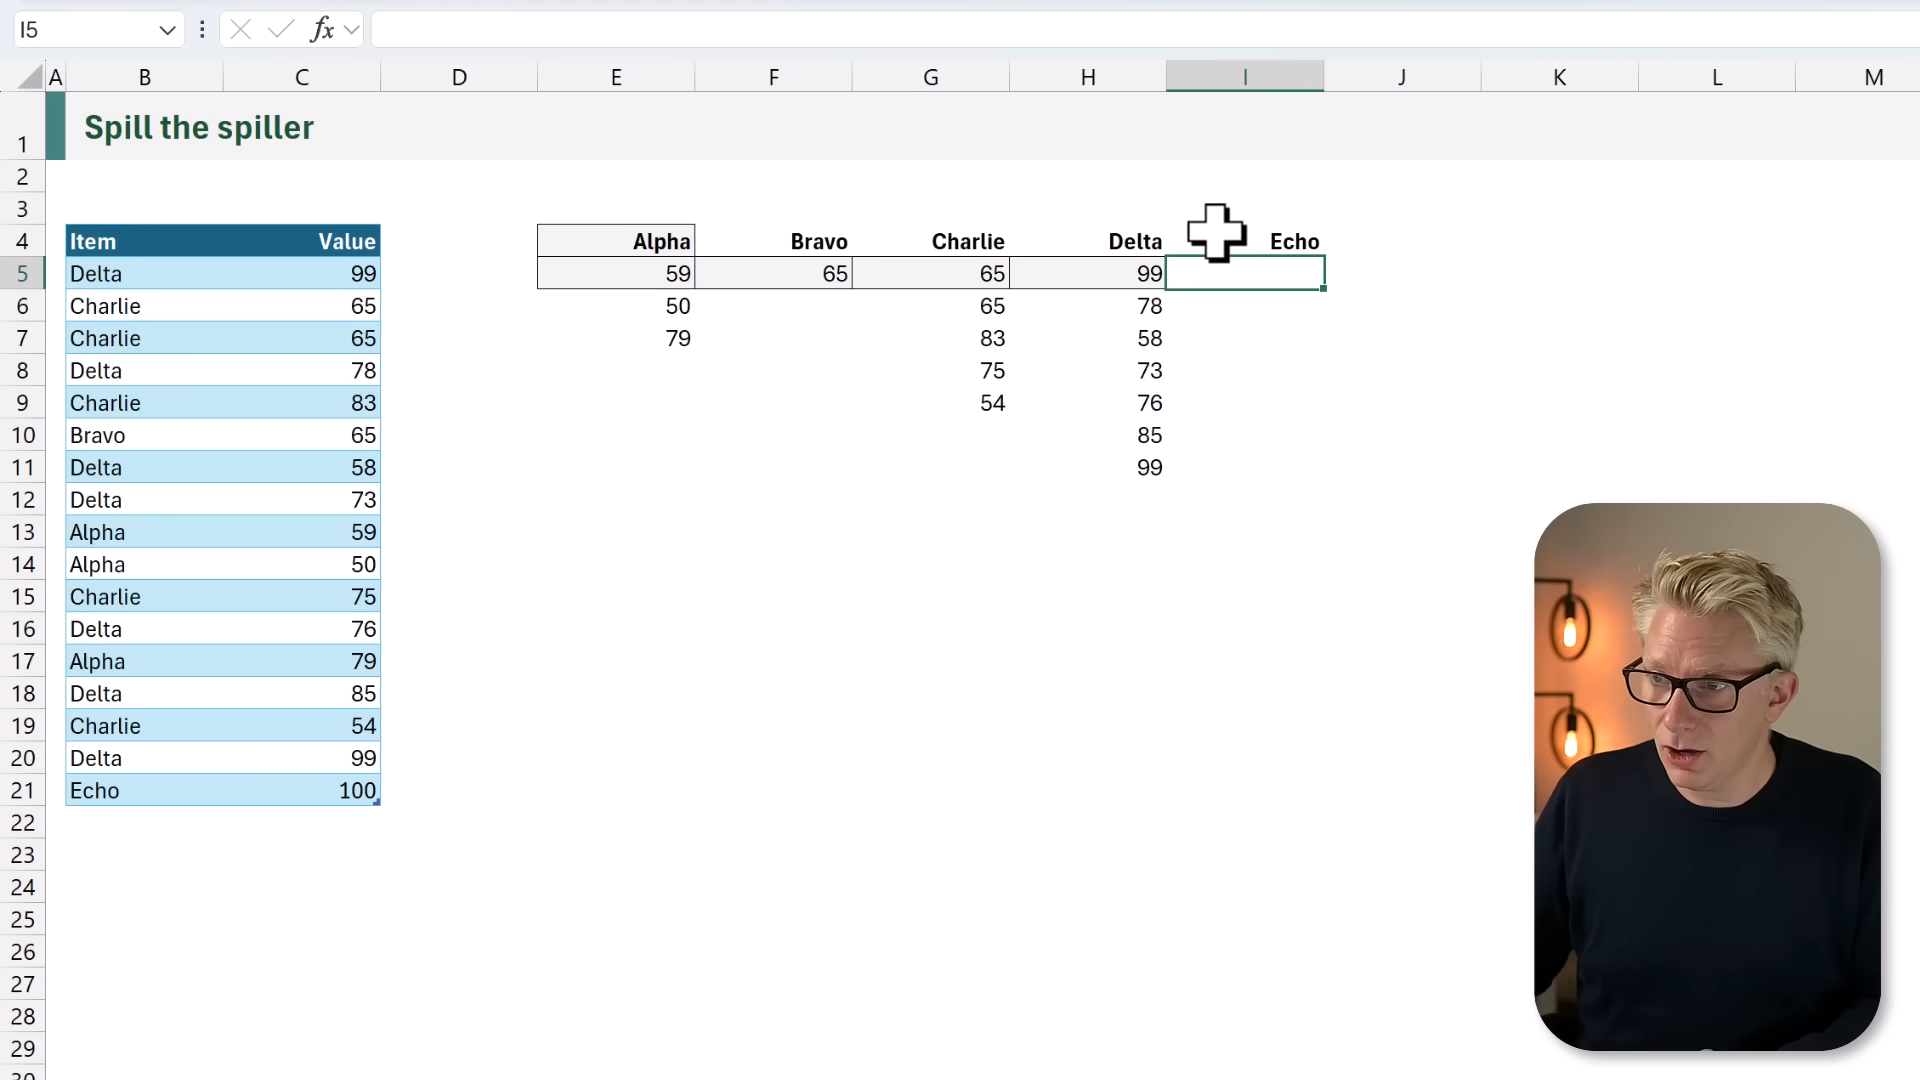 I5 fx
A B C D E F G H I J K L M
1 Spill the spiller
2
3
4 Item Value Alpha Bravo Charlie Delta Echo
5 Delta 99 59 65 65 99
6 Charlie 65 50 65 78
7 Charlie 65 79 83 58
8 Delta 78 75 73
9 Charlie 83 54 76
10 Bravo 65 85
11 Delta 58 99
12 Delta 73
13 Alpha 59
14 Alpha 50
15 Charlie 75
16 Delta 76
17 Alpha 79
18 Delta 85
19 Charlie 54
20 Delta 99
21 Echo 100
22
23
24
25
26
27
28
29
30